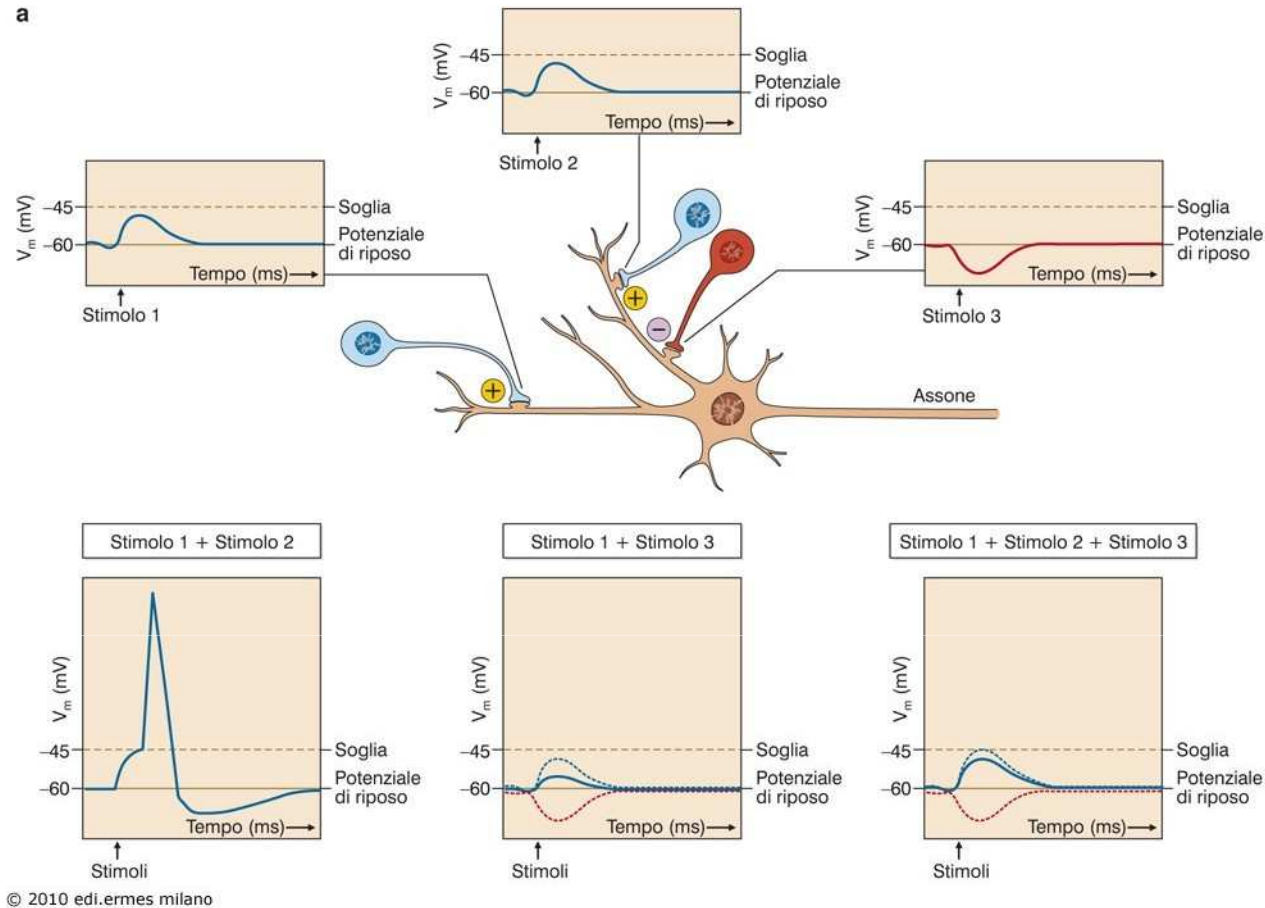 a
Vm (mV)
–45
Soglia
–60
Potenziale
di riposo
Tempo (ms)
Stimolo 2
Vm (mV)
–45
Soglia
–60
Potenziale
di riposo
Tempo (ms)
Stimolo 1
Vm (mV)
–45
Soglia
–60
Potenziale
di riposo
Tempo (ms)
Stimolo 3
+
–
+
Assone
Stimolo 1 + Stimolo 2
Vm (mV)
–45
Soglia
–60
Potenziale
di riposo
Tempo (ms)
Stimoli
Stimolo 1 + Stimolo 3
Vm (mV)
–45
Soglia
–60
Potenziale
di riposo
Tempo (ms)
Stimoli
Stimolo 1 + Stimolo 2 + Stimolo 3
Vm (mV)
–45
Soglia
–60
Potenziale
di riposo
Tempo (ms)
Stimoli
© 2010 edi.ermes milano